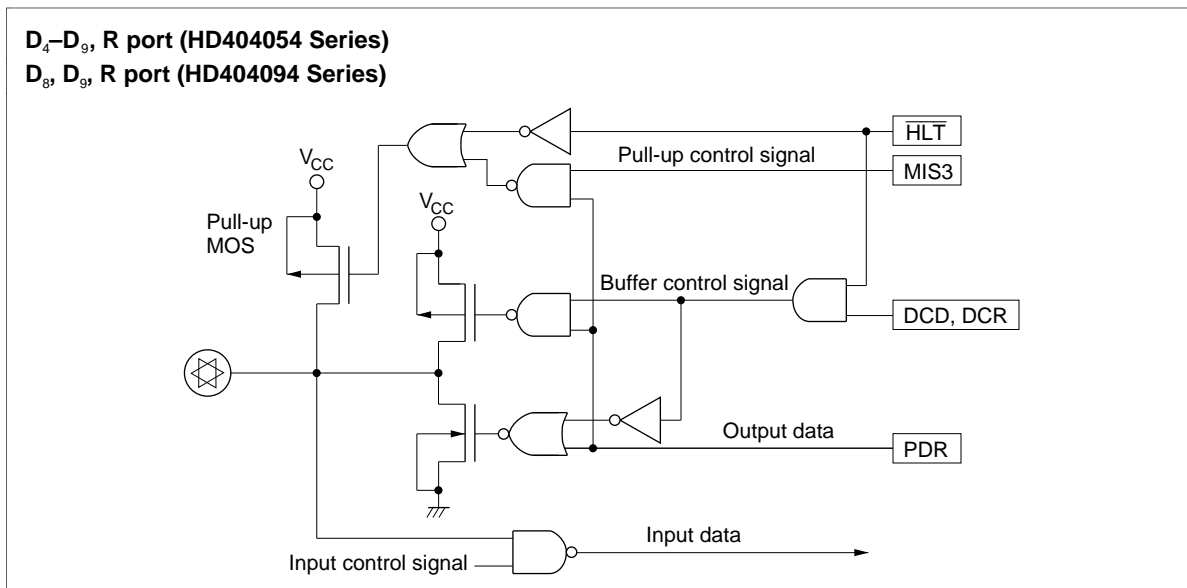 D₄–D₉, R port (HD404054 Series)
D₈, D₉, R port (HD404094 Series)
H̅L̅T̅
Pull-up control signal
MIS3
VCC
VCC
Pull-up
MOS
Buffer control signal
DCD, DCR
Output data
PDR
Input data
Input control signal